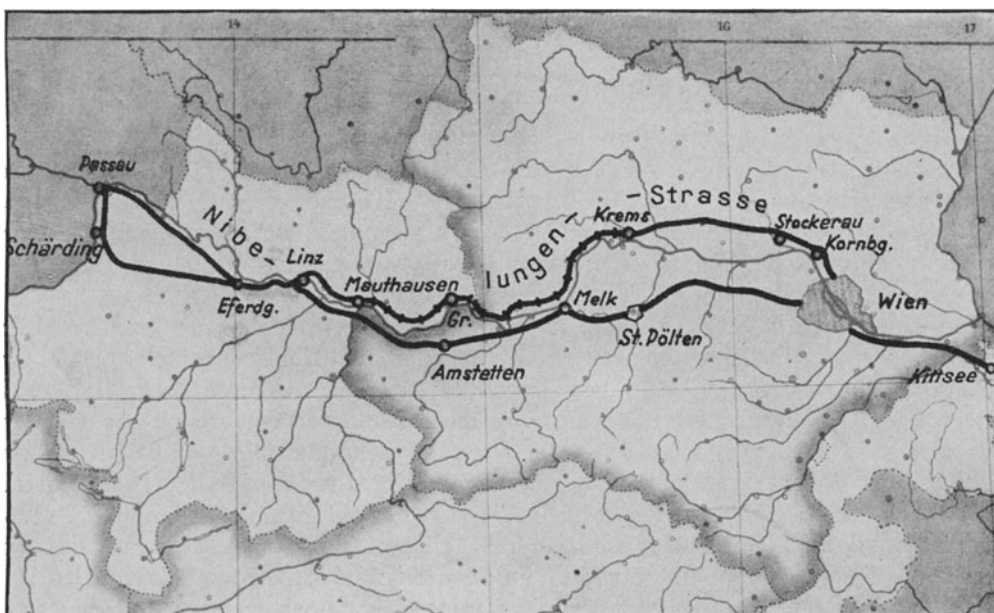 14
16
17
Passau
Schärding
Nibe-
Linz
Eferdg.
Mauthausen
Gr.
Amstetten
lungen-
-Strasse
Krems
Melk
St. Pölten
Stockerau
Kornbg.
Wien
Kittsee